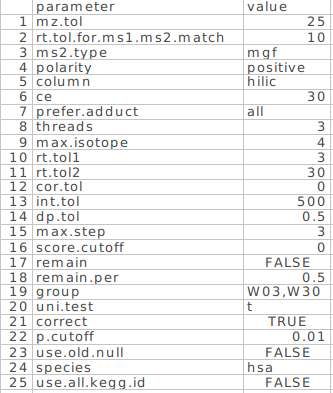 parameter value
1 mz.tol 25
2 rt.tol.for.ms1.ms2.match 10
3 ms2.type mgf
4 polarity positive
5 column hilic
6 ce 30
7 prefer.adduct all
8 threads 3
9 max.isotope 4
10 rt.tol1 3
11 rt.tol2 30
12 cor.tol 0
13 int.tol 500
14 dp.tol 0.5
15 max.step 3
16 score.cutoff 0
17 remain FALSE
18 remain.per 0.5
19 group W03,W30
20 uni.test t
21 correct TRUE
22 p.cutoff 0.01
23 use.old.null FALSE
24 species hsa
25 use.all.kegg.id FALSE